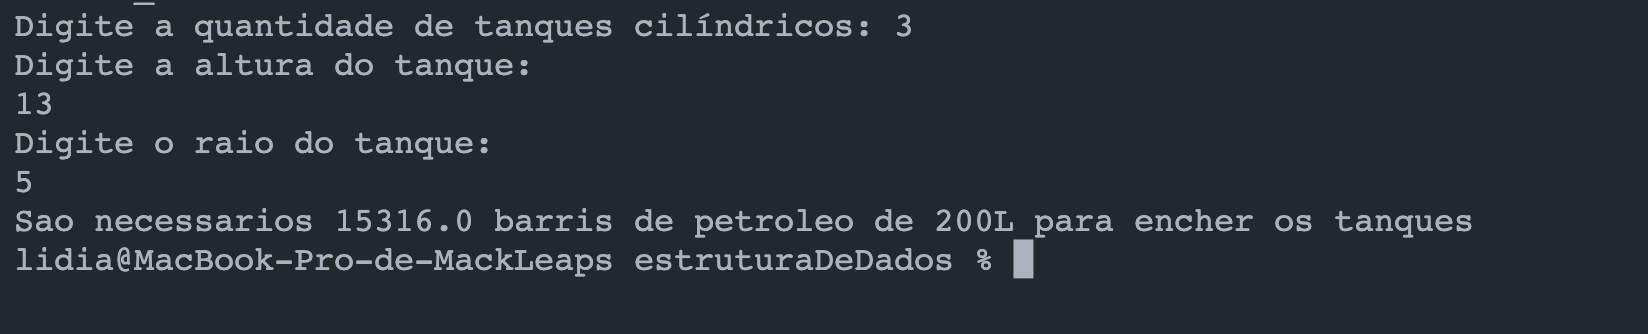 Digite a quantidade de tanques cilíndricos: 3
Digite a altura do tanque:
13
Digite o raio do tanque:
5
Sao necessarios 15316.0 barris de petroleo de 200L para encher os tanques
lidia@MacBook-Pro-de-MackLeaps estruturaDeDados %